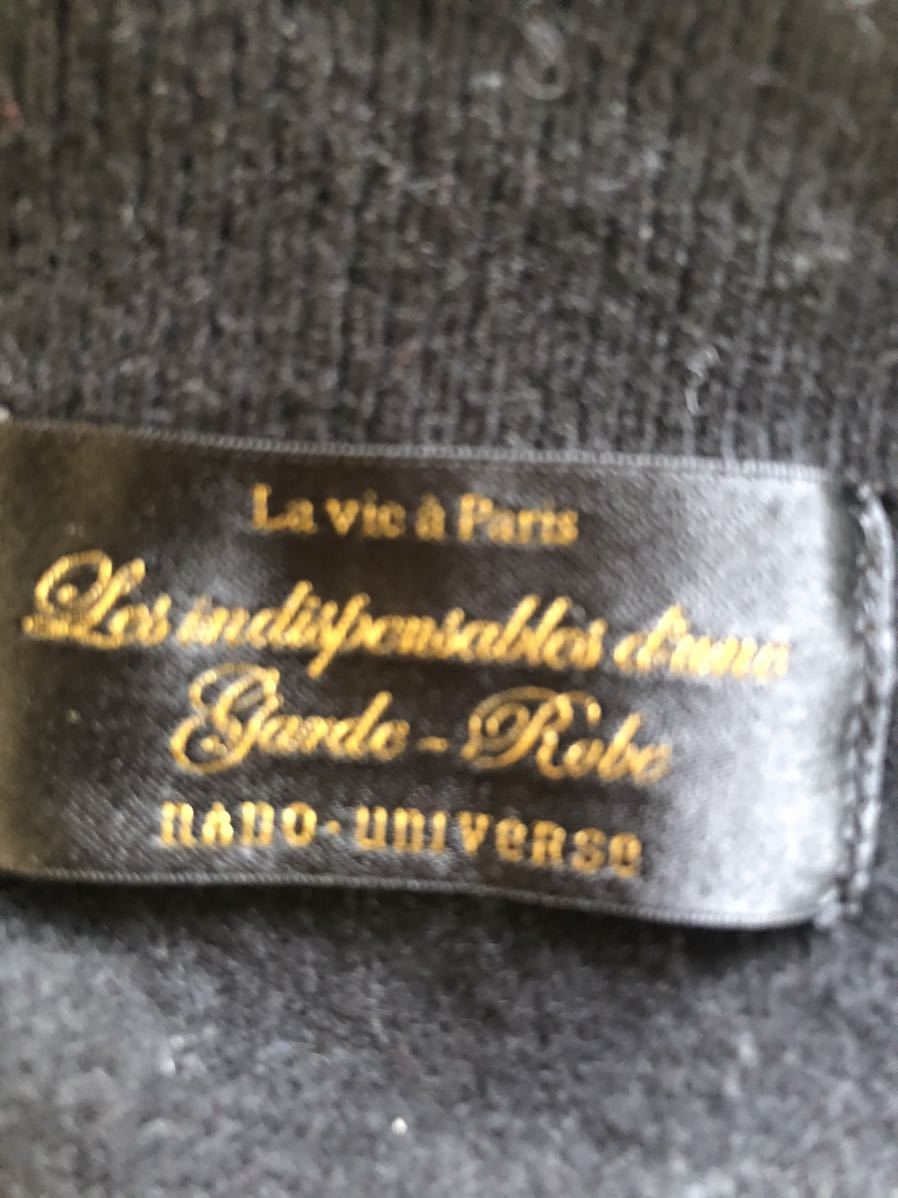 La vie à Paris
Les indispensables d'une
Garde-Robe
nano·universe